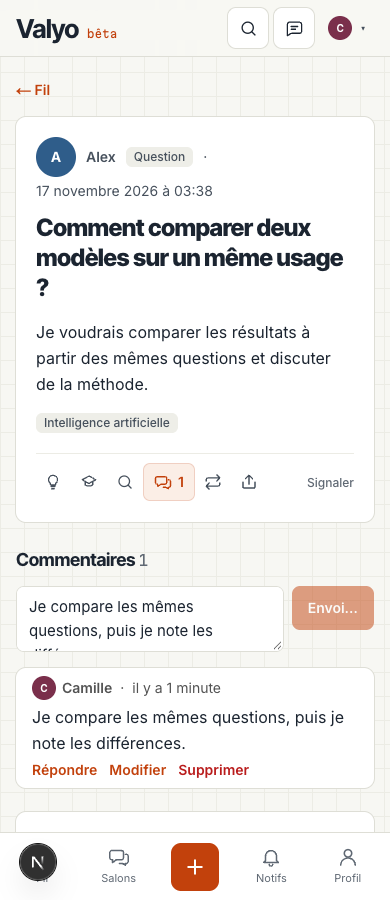 Valyo bêta
C
← Fil
A Alex Question ·
17 novembre 2026 à 03:38
Comment comparer deux
modèles sur un même usage
?
Je voudrais comparer les résultats à
partir des mêmes questions et discuter
de la méthode.
Intelligence artificielle
1 Signaler
Commentaires 1
Je compare les mêmes
questions, puis je note les
Envoi…
C Camille · il y a 1 minute
Je compare les mêmes questions, puis je
note les différences.
Répondre Modifier Supprimer
N Salons Notifs Profil